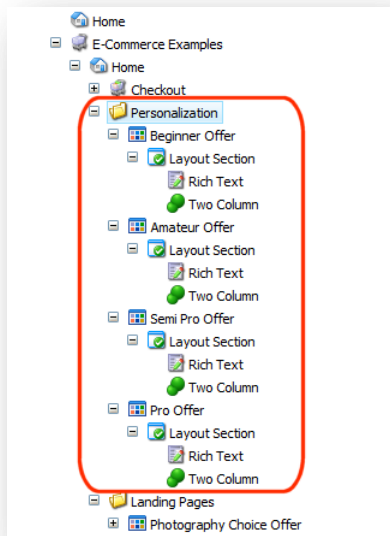 Home
E-Commerce Examples
Home
Checkout
Personalization
Beginner Offer
Layout Section
Rich Text
Two Column
Amateur Offer
Layout Section
Rich Text
Two Column
Semi Pro Offer
Layout Section
Rich Text
Two Column
Pro Offer
Layout Section
Rich Text
Two Column
Landing Pages
Photography Choice Offer